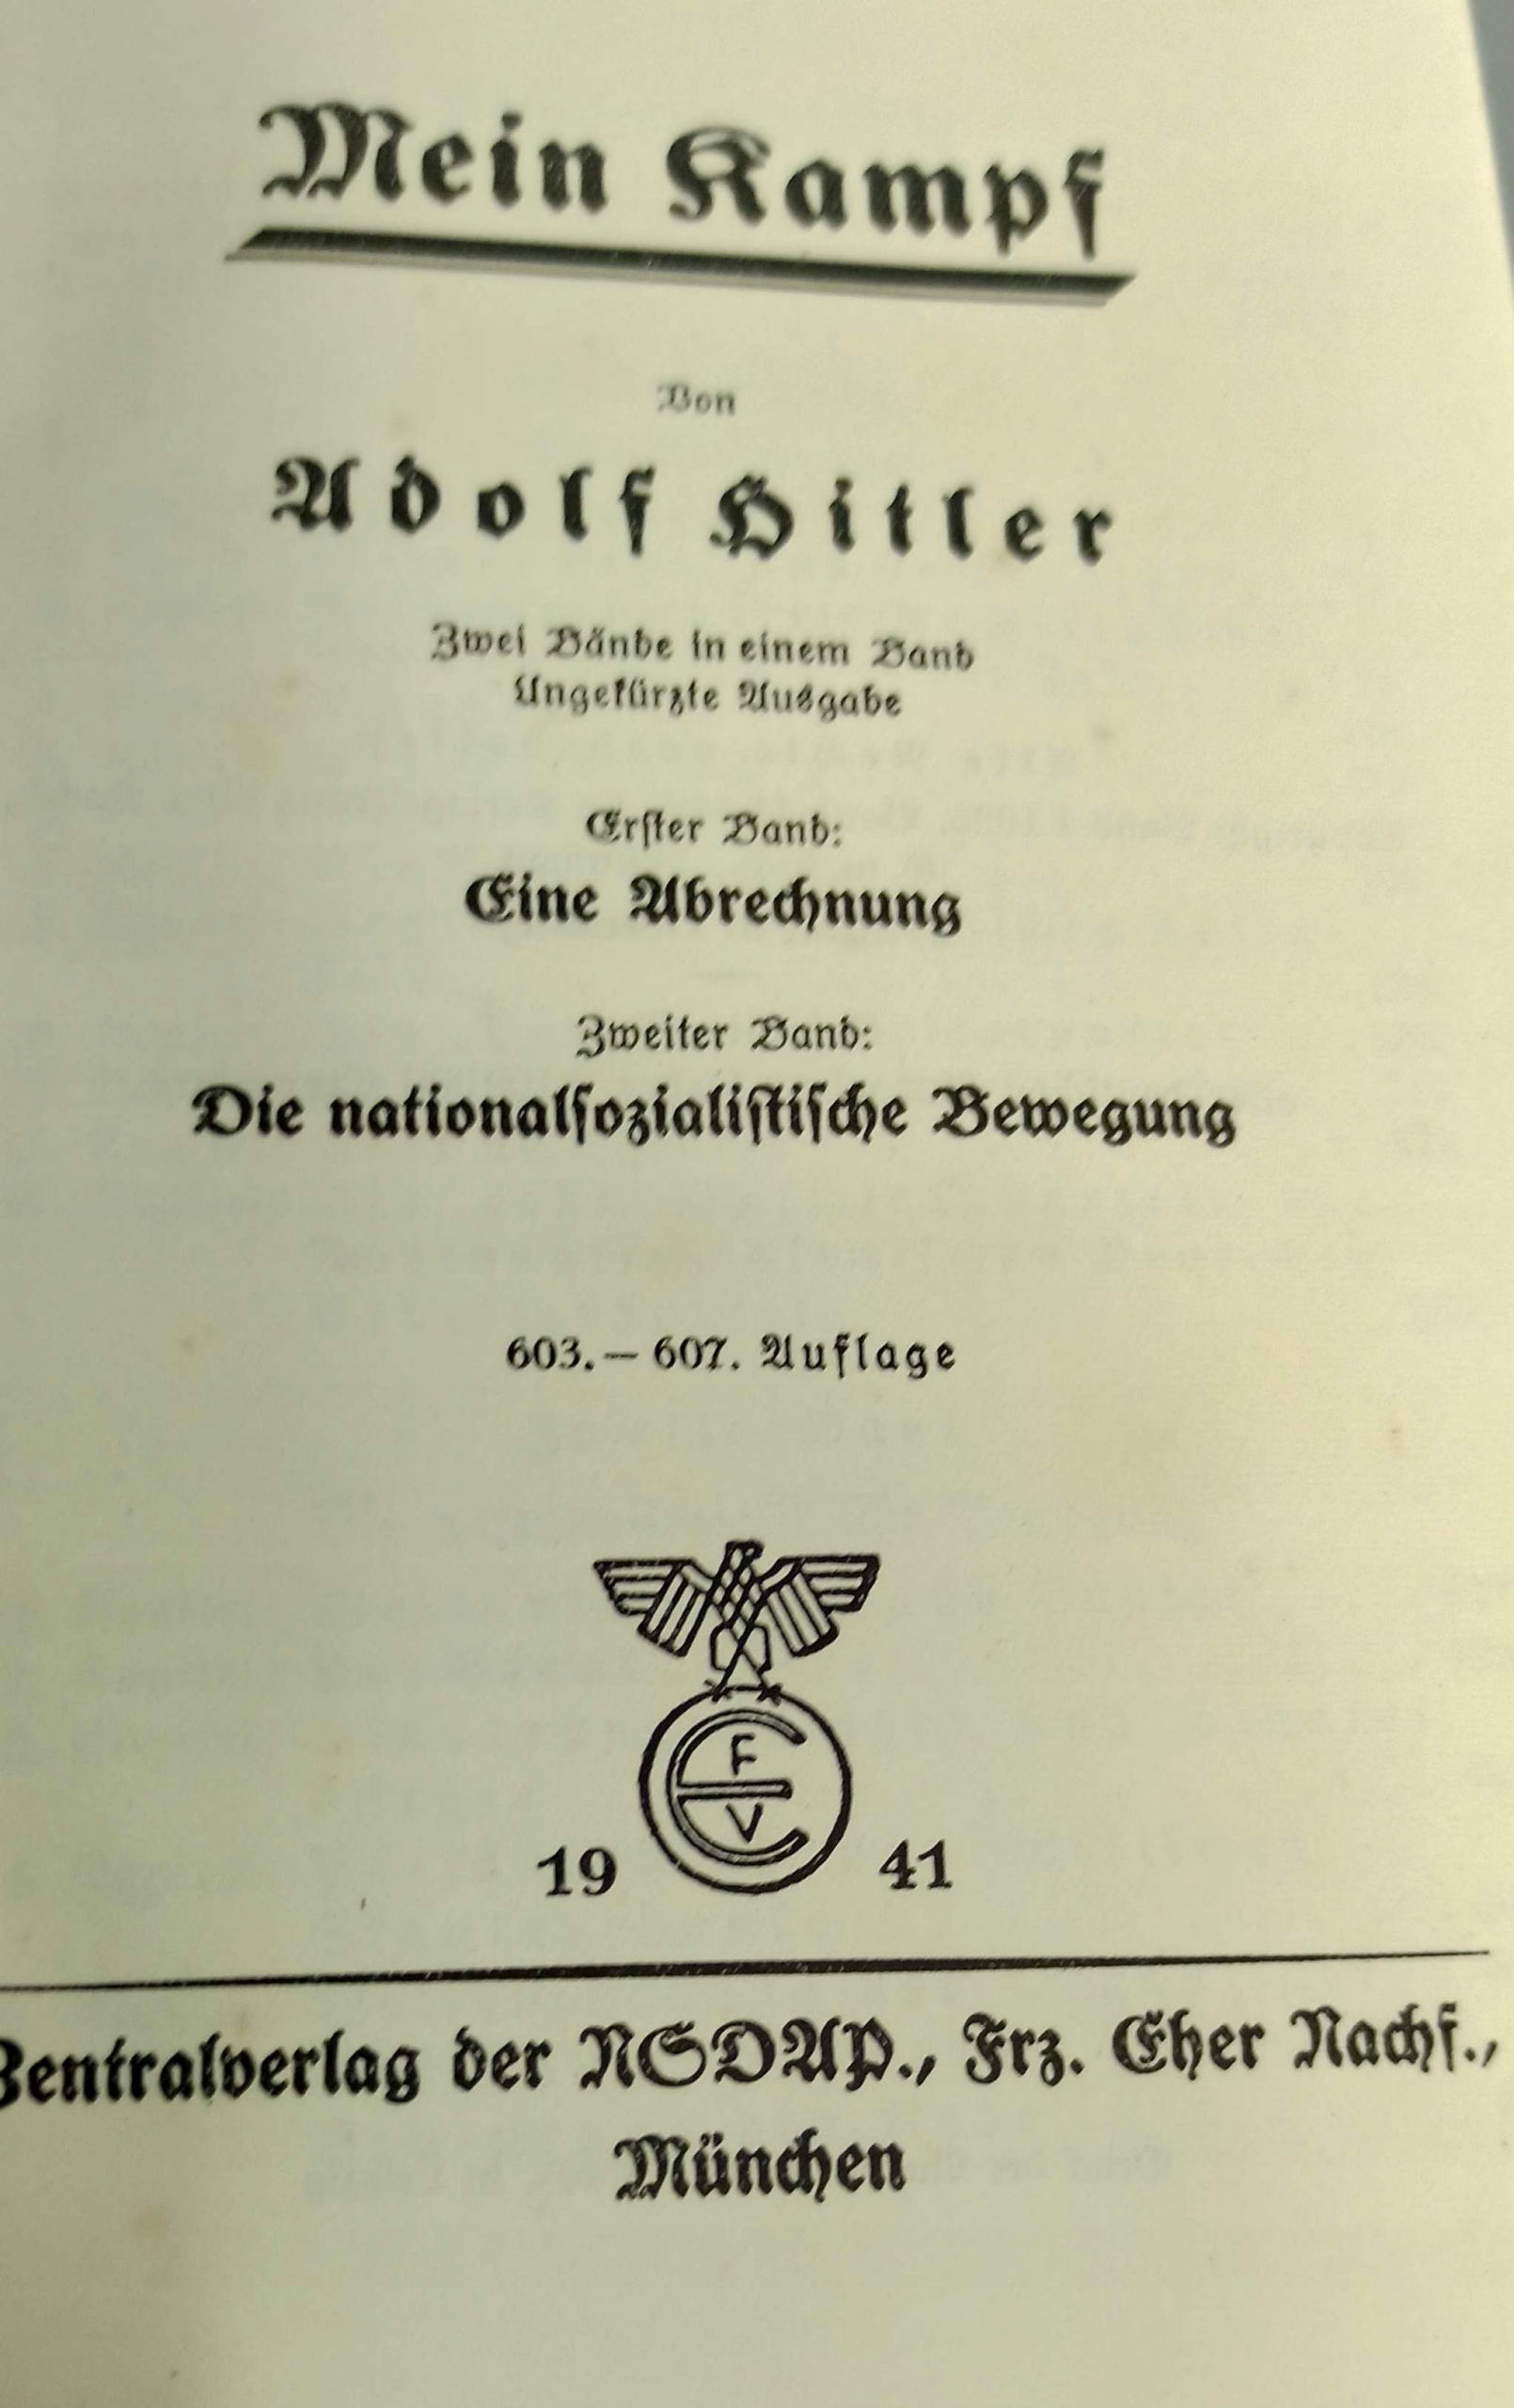 Mein Kampf
Von
Adolf Hitler
Zwei Bände in einem Band
Ungekürzte Ausgabe
Erster Band:
Eine Abrechnung
Zweiter Band:
Die nationalsozialistische Bewegung
603.–607. Auflage
F
E
V
19 41
Zentralverlag der NSDAP., Frz. Eher Nachf.,
München